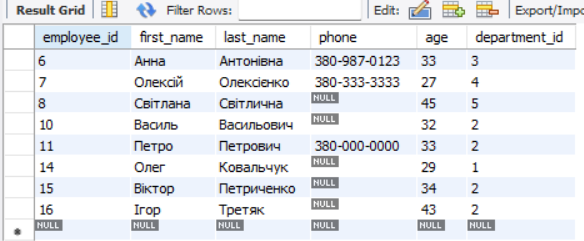 Result Grid Filter Rows: Edit: Export/Impo
employee_id first_name last_name phone age department_id
6 Анна Антонівна 380-987-0123 33 3
7 Олексій Олексієнко 380-333-3333 27 4
8 Світлана Світлична NULL 45 5
10 Василь Васильович NULL 32 2
11 Петро Петрович 380-000-0000 33 2
14 Олег Ковальчук NULL 29 1
15 Віктор Петриченко NULL 34 2
16 Ігор Третяк NULL 43 2
NULL NULL NULL NULL NULL NULL